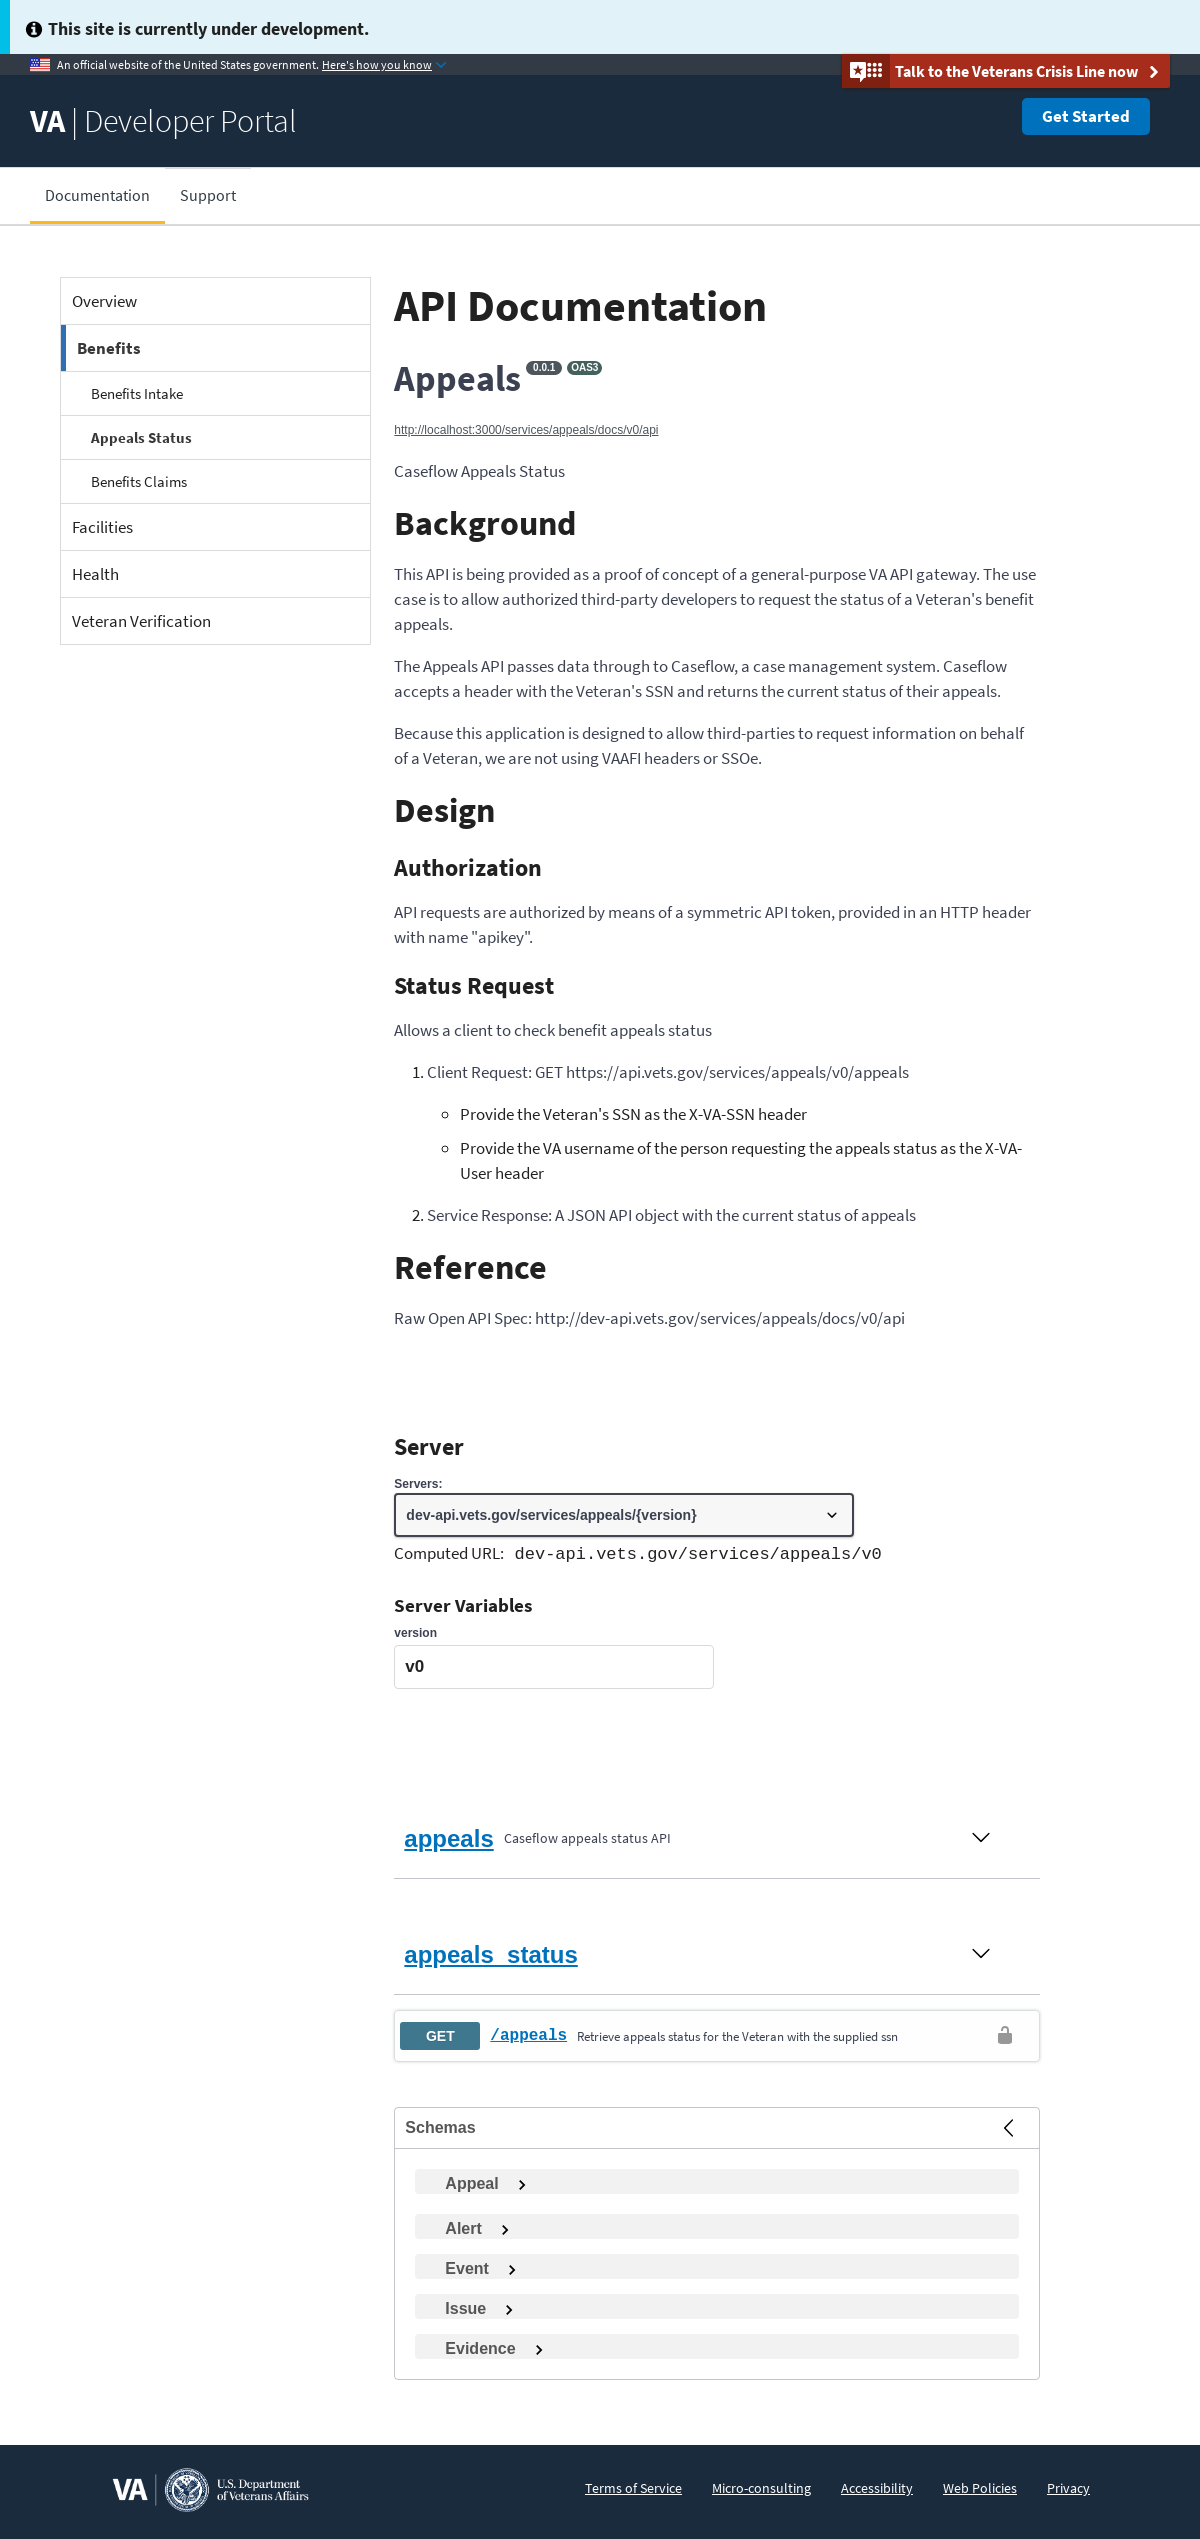 This site is currently under development.
An official website of the United States government. Here's how you know
Talk to the Veterans Crisis Line now
VA | Developer Portal
Get Started
Documentation
Support
Overview
Benefits
Benefits Intake
Appeals Status
Benefits Claims
Facilities
Health
Veteran Verification
API Documentation
Appeals 0.0.1 OAS3
http://localhost:3000/services/appeals/docs/v0/api
Caseflow Appeals Status
Background
This API is being provided as a proof of concept of a general-purpose VA API gateway. The use
case is to allow authorized third-party developers to request the status of a Veteran's benefit
appeals.
The Appeals API passes data through to Caseflow, a case management system. Caseflow
accepts a header with the Veteran's SSN and returns the current status of their appeals.
Because this application is designed to allow third-parties to request information on behalf
of a Veteran, we are not using VAAFI headers or SSOe.
Design
Authorization
API requests are authorized by means of a symmetric API token, provided in an HTTP header
with name "apikey".
Status Request
Allows a client to check benefit appeals status
1. Client Request: GET https://api.vets.gov/services/appeals/v0/appeals
Provide the Veteran's SSN as the X-VA-SSN header
Provide the VA username of the person requesting the appeals status as the X-VA-
User header
2. Service Response: A JSON API object with the current status of appeals
Reference
Raw Open API Spec: http://dev-api.vets.gov/services/appeals/docs/v0/api
Server
Servers:
dev-api.vets.gov/services/appeals/{version}
Computed URL: dev-api.vets.gov/services/appeals/v0
Server Variables
version
v0
appeals Caseflow appeals status API
appeals_status
GET /appeals Retrieve appeals status for the Veteran with the supplied ssn
Schemas
Appeal
Alert
Event
Issue
Evidence
VA
U.S. Department
of Veterans Affairs
Terms of Service
Micro-consulting
Accessibility
Web Policies
Privacy